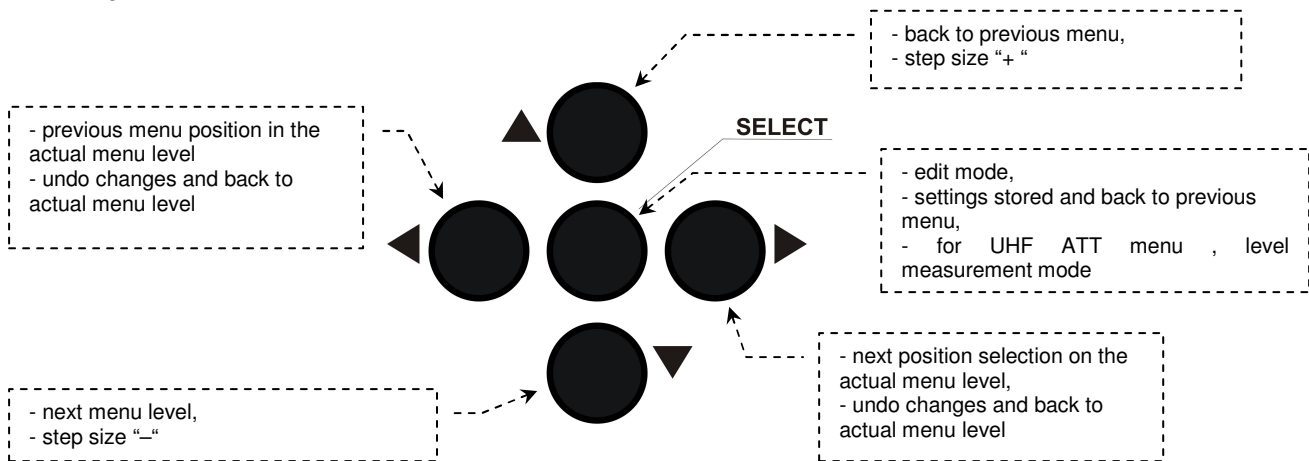 - back to previous menu,
- step size “+ “
- previous menu position in the
actual menu level
- undo changes and back to
actual menu level
SELECT
- edit mode,
- settings stored and back to previous
menu,
- for UHF ATT menu , level
measurement mode
- next position selection on the
actual menu level,
- undo changes and back to
actual menu level
- next menu level,
- step size “–“